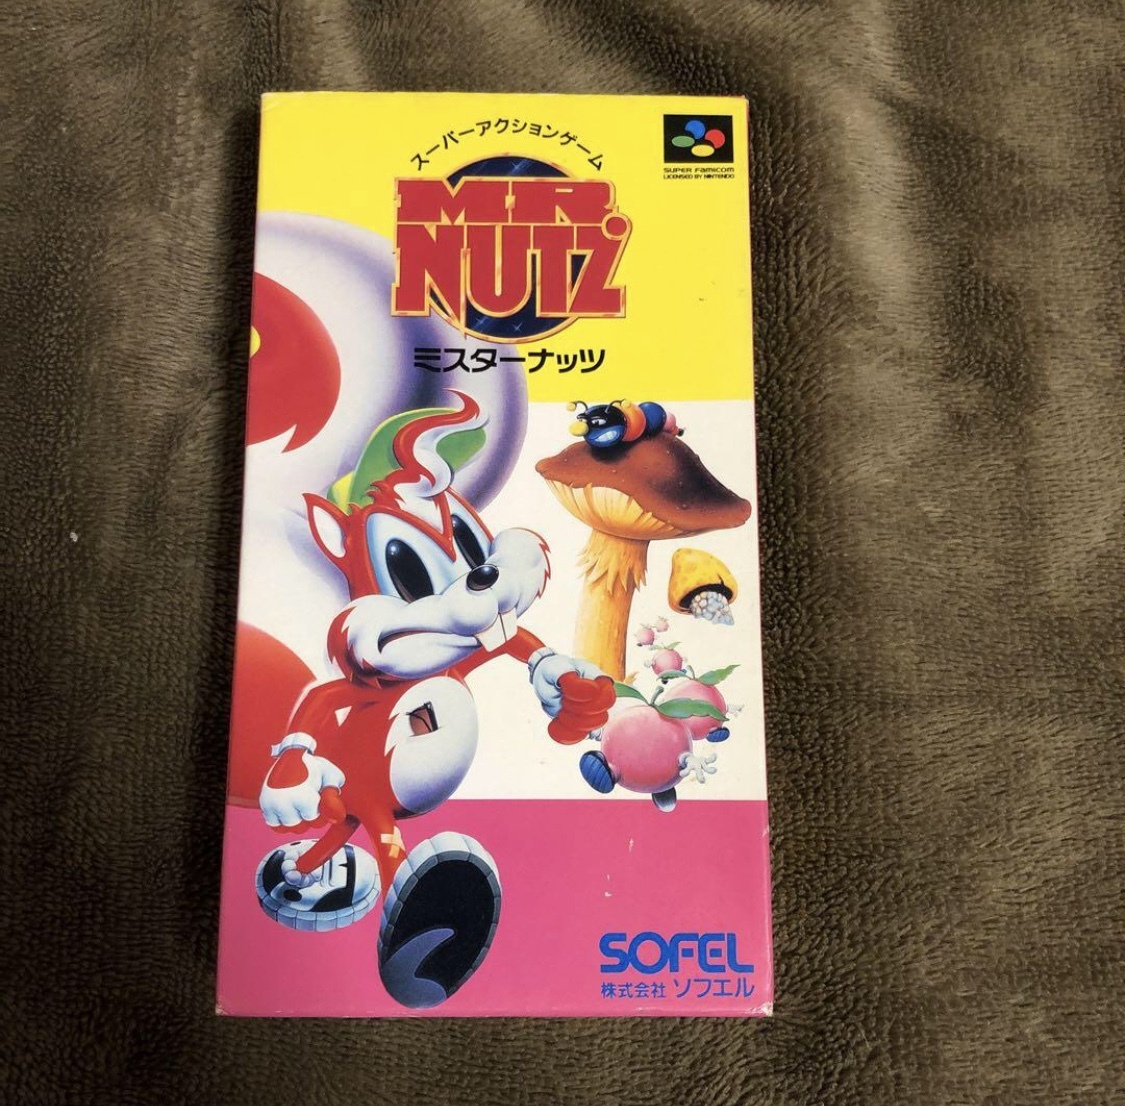 スーパーアクションゲーム
MR.
NUTZ
ミスターナッツ
SUPER FAMICOM
LICENSED BY NINTENDO
SOFEL
株式会社 ソフエル